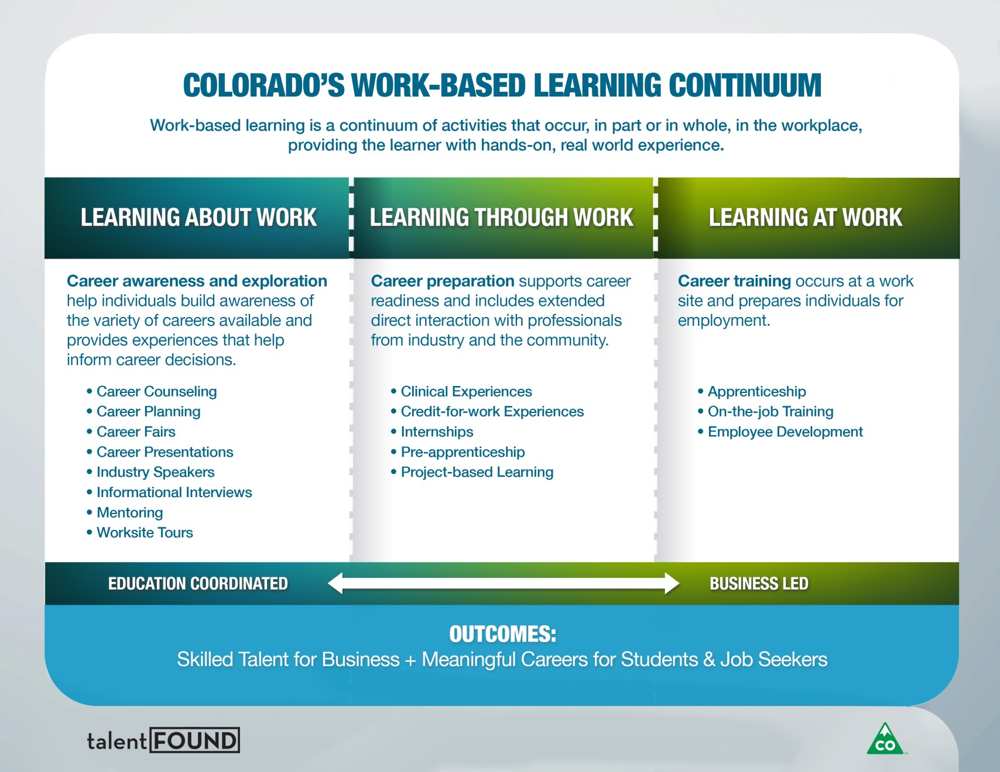 COLORADO'S WORK-BASED LEARNING CONTINUUM
Work-based learning is a continuum of activities that occur, in part or in whole, in the workplace,
providing the learner with hands-on, real world experience.
LEARNING ABOUT WORK
Career awareness and exploration
help individuals build awareness of
the variety of careers available and
provides experiences that help
inform career decisions.
• Career Counseling
• Career Planning
• Career Fairs
• Career Presentations
• Industry Speakers
• Informational Interviews
• Mentoring
• Worksite Tours
LEARNING THROUGH WORK
Career preparation supports career
readiness and includes extended
direct interaction with professionals
from industry and the community.
• Clinical Experiences
• Credit-for-work Experiences
• Internships
• Pre-apprenticeship
• Project-based Learning
LEARNING AT WORK
Career training occurs at a work
site and prepares individuals for
employment.
• Apprenticeship
• On-the-job Training
• Employee Development
EDUCATION COORDINATED
BUSINESS LED
OUTCOMES:
Skilled Talent for Business + Meaningful Careers for Students & Job Seekers
talentFOUND
CO